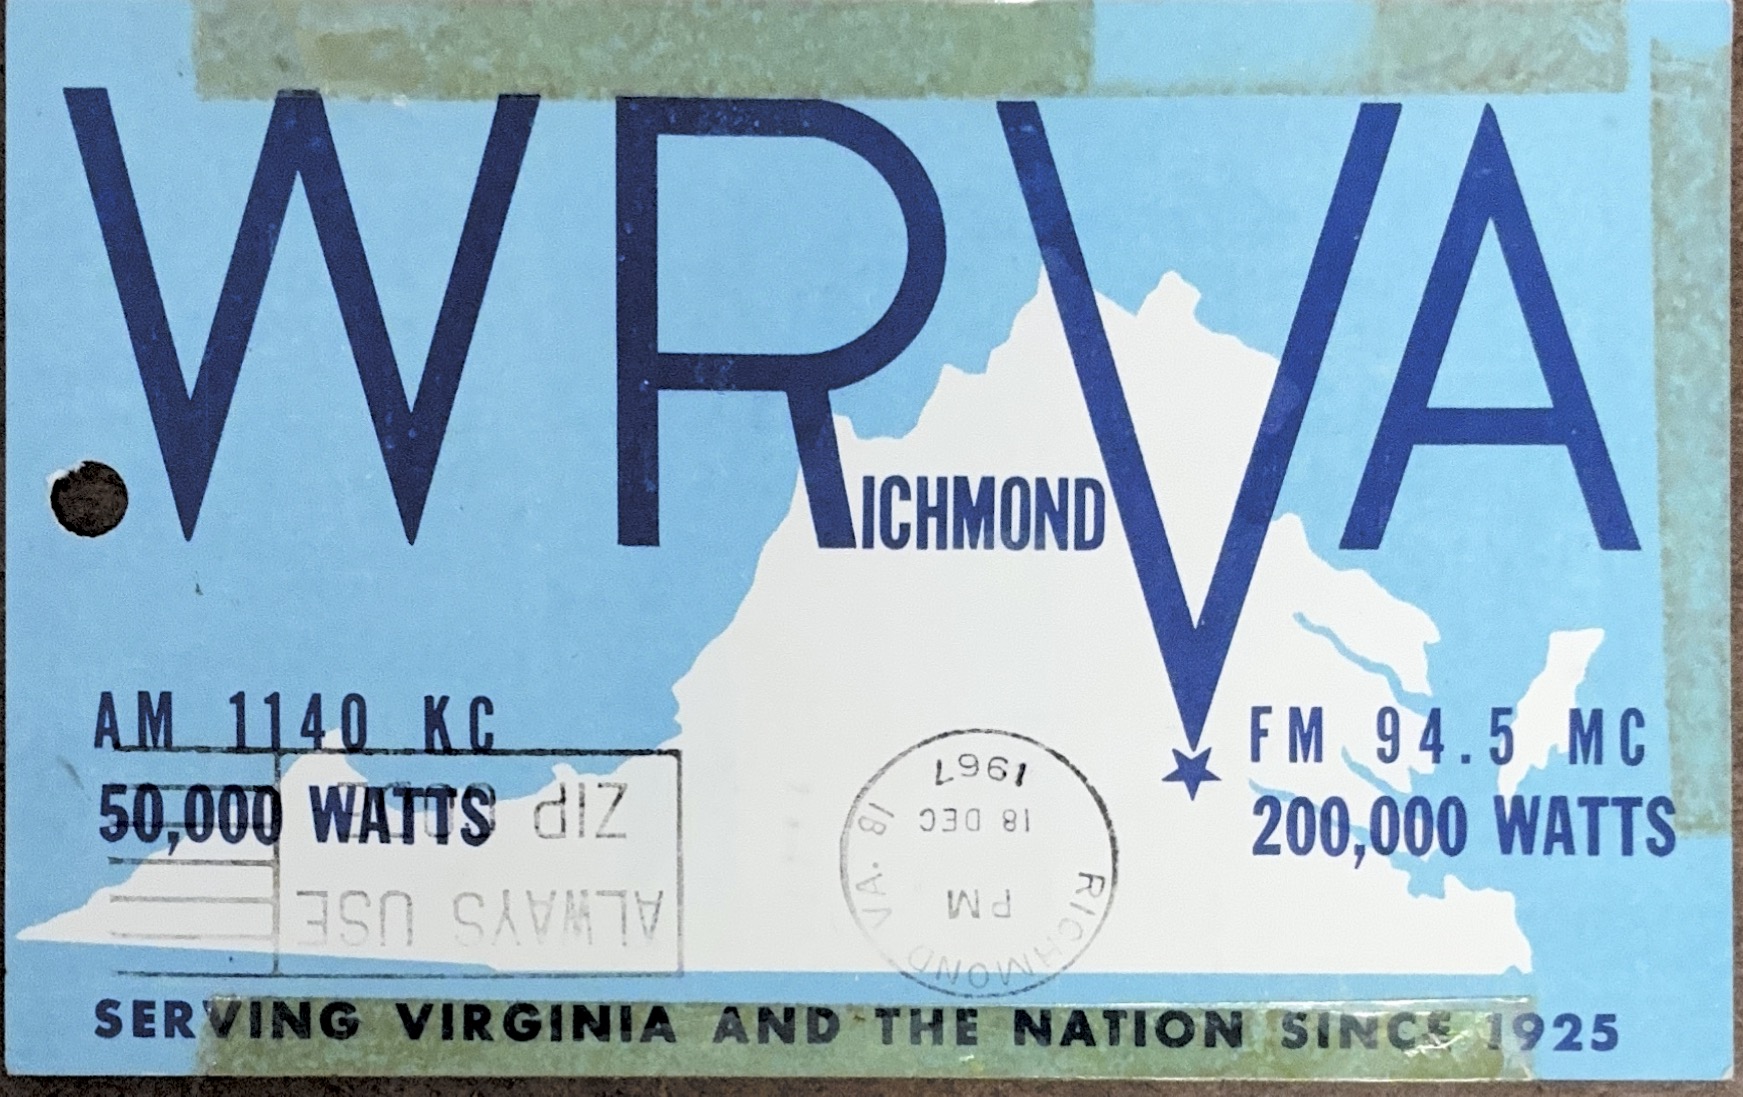 WRVA
RICHMOND
AM 1140 KC
50,000 WATTS
FM 94.5 MC
200,000 WATTS
ALWAYS USE
ZIP CODE
RICHMOND VA.
PM
18 DEC
1967
SERVING VIRGINIA AND THE NATION SINCE 1925